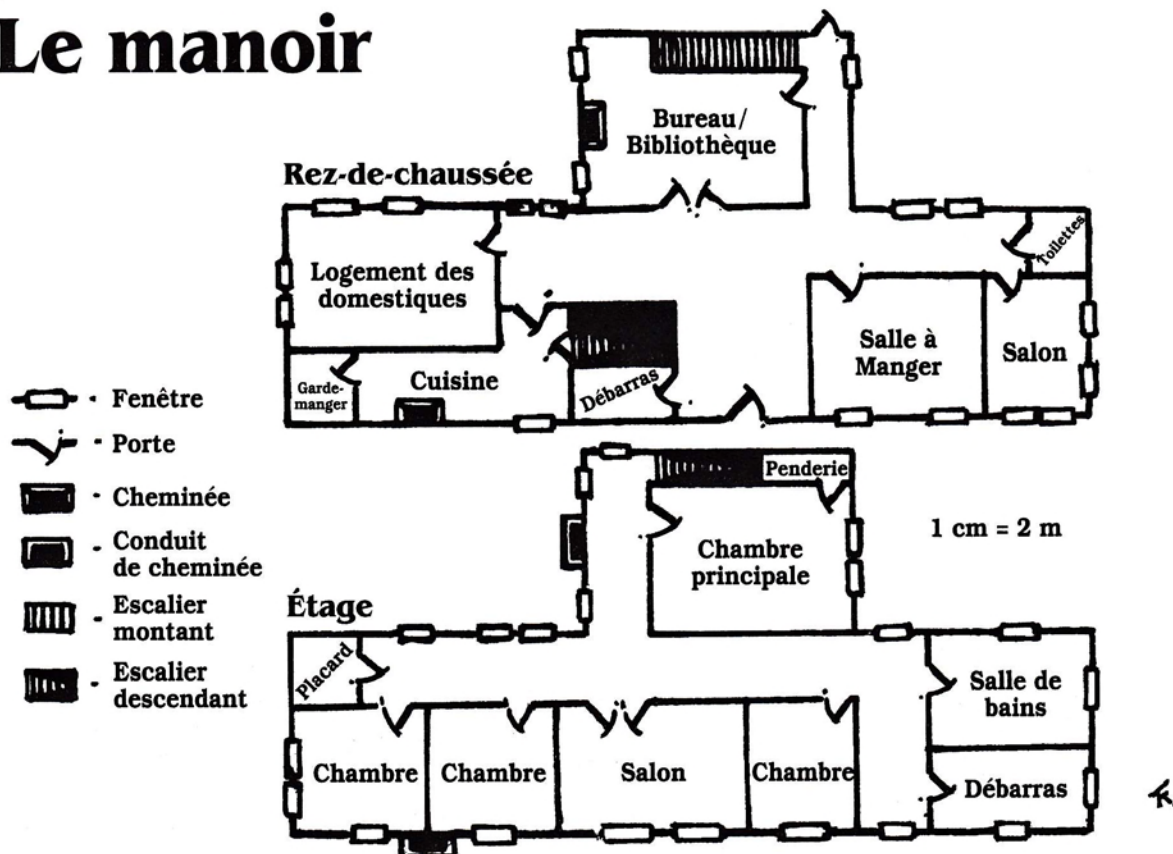 Le manoir
Rez-de-chaussée
Bureau/
Bibliothèque
Logement des
domestiques
Toilettes
Salle à
Manger
Salon
Garde-
manger
Cuisine
Débarras
Fenêtre
Porte
Cheminée
Conduit
de cheminée
Escalier
montant
Escalier
descendant
Étage
Penderie
Chambre
principale
1 cm = 2 m
Placard
Salle de
bains
Chambre
Chambre
Salon
Chambre
Débarras